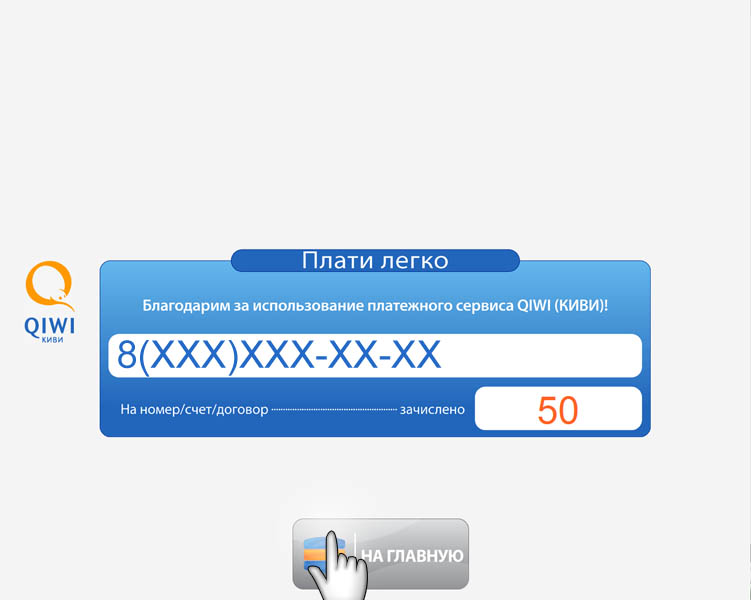 Плати легко
Благодарим за использование платежного сервиса QIWI (КИВИ)!
QIWI
КИВИ
8(XXX)XXX-XX-XX
На номер/счет/договор зачислено 50
НА ГЛАВНУЮ